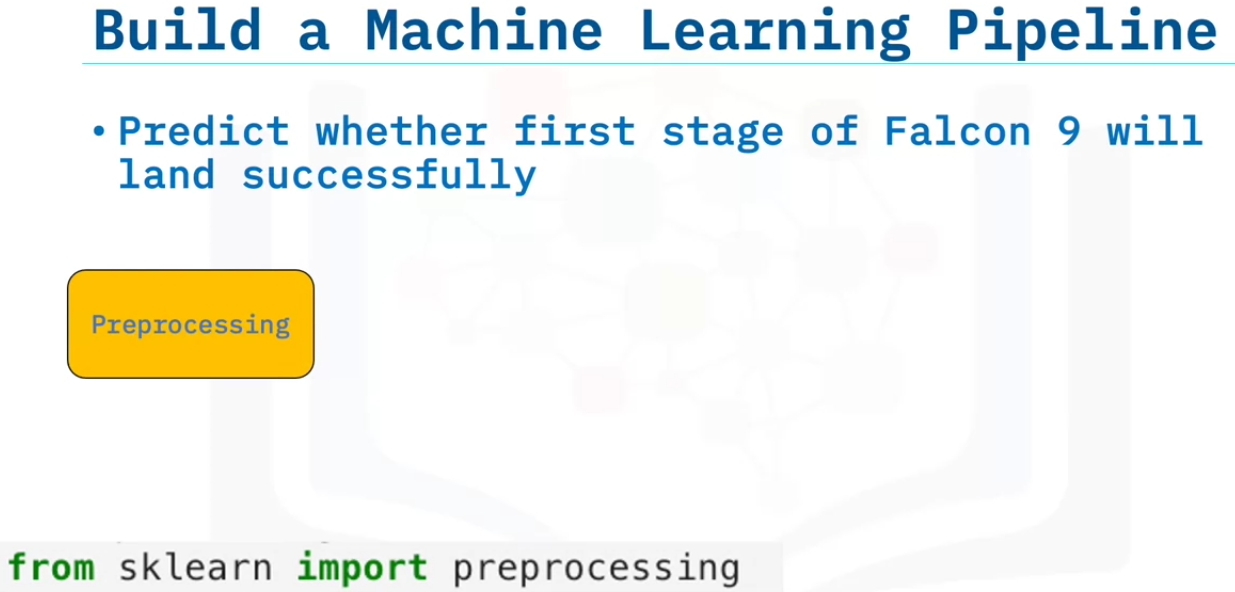 Build a Machine Learning Pipeline
• Predict whether first stage of Falcon 9 will
land successfully
Preprocessing
from sklearn import preprocessing